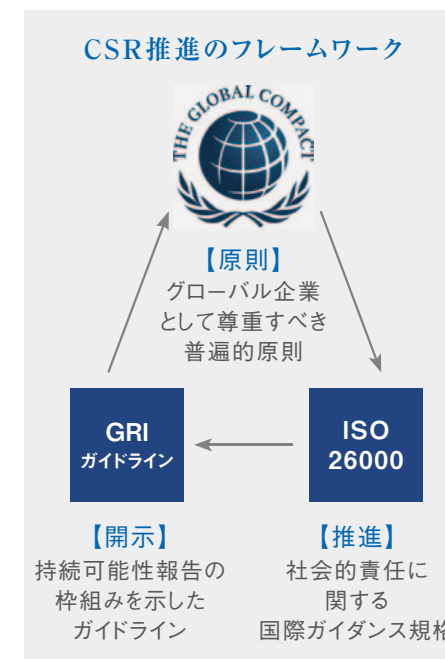 CSR推進のフレームワーク
THE GLOBAL COMPACT
【原則】
グローバル企業
として尊重すべき
普遍的原則
GRI
ガイドライン
ISO
26000
【開示】
持続可能性報告の
枠組みを示した
ガイドライン
【推進】
社会的責任に
関する
国際ガイダンス規格